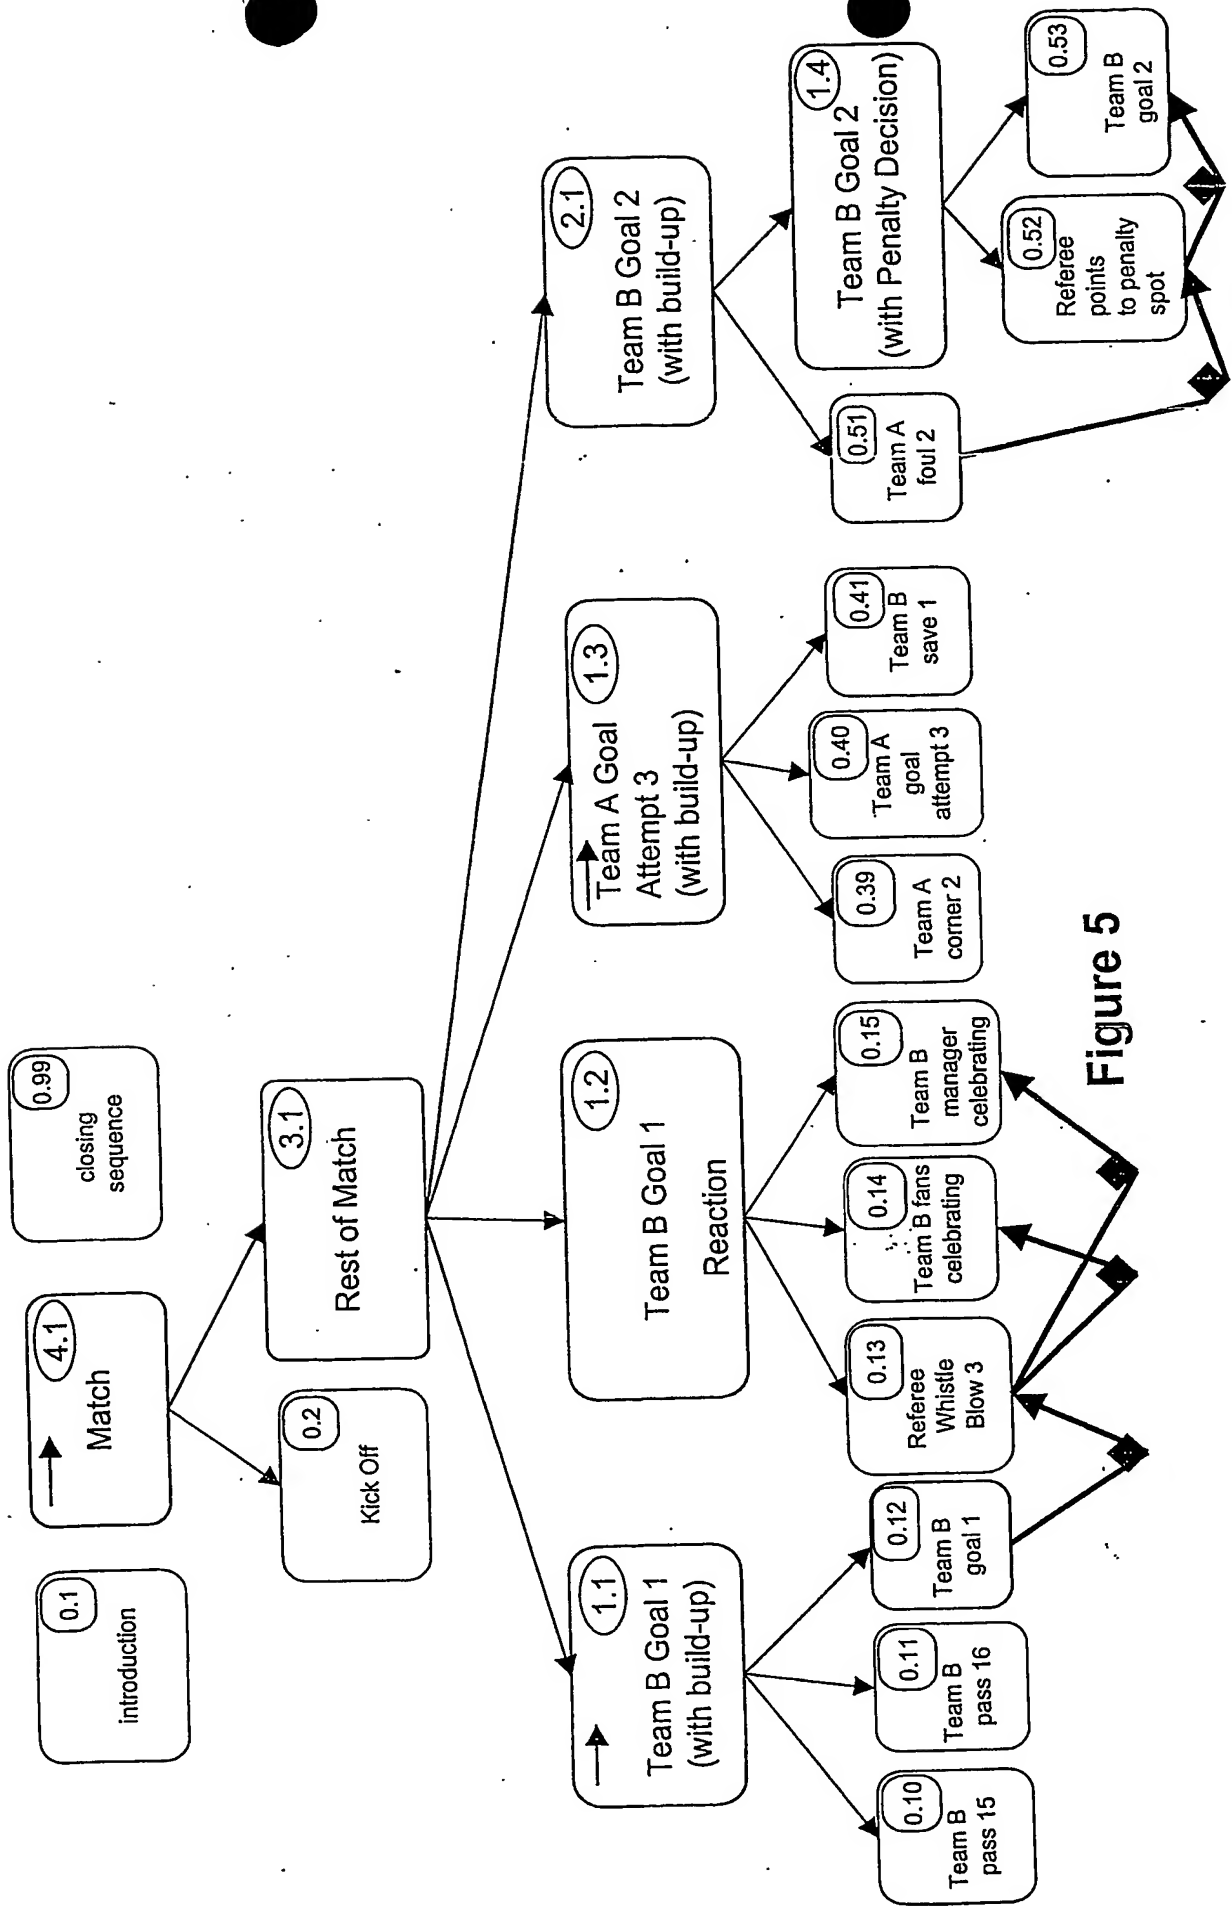 0.1
introduction
4.1
Match
0.99
closing
sequence
0.2
Kick Off
3.1
Rest of Match
1.1
Team B Goal 1
(with build-up)
1.2
Team B Goal 1
Reaction
1.3
Team A Goal
Attempt 3
(with build-up)
2.1
Team B Goal 2
(with build-up)
0.10
Team B
pass 15
0.11
Team B
pass 16
0.12
Team B
goal 1
0.13
Referee
Whistle
Blow 3
0.14
Team B fans
celebrating
0.15
Team B
manager
celebrating
0.39
Team A
corner 2
0.40
Team A
goal
attempt 3
0.41
Team B
save 1
0.51
Team A
foul 2
1.4
Team B Goal 2
(with Penalty Decision)
0.52
Referee
points
to penalty
spot
0.53
Team B
goal 2
Figure 5